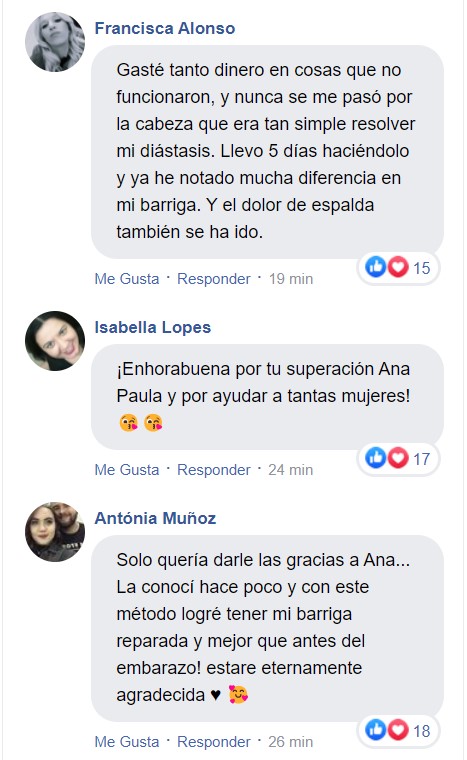 Francisca Alonso
Gasté tanto dinero en cosas que no
funcionaron, y nunca se me pasó por
la cabeza que era tan simple resolver
mi diástasis. Llevo 5 días haciéndolo
y ya he notado mucha diferencia en
mi barriga. Y el dolor de espalda
también se ha ido.
15
Me Gusta · Responder · 19 min
Isabella Lopes
¡Enhorabuena por tu superación Ana
Paula y por ayudar a tantas mujeres!
😘 😘
17
Me Gusta · Responder · 24 min
Antónia Muñoz
Solo quería darle las gracias a Ana...
La conocí hace poco y con este
método logré tener mi barriga
reparada y mejor que antes del
embarazo! estare eternamente
agradecida ♥ 🥰
18
Me Gusta · Responder · 26 min